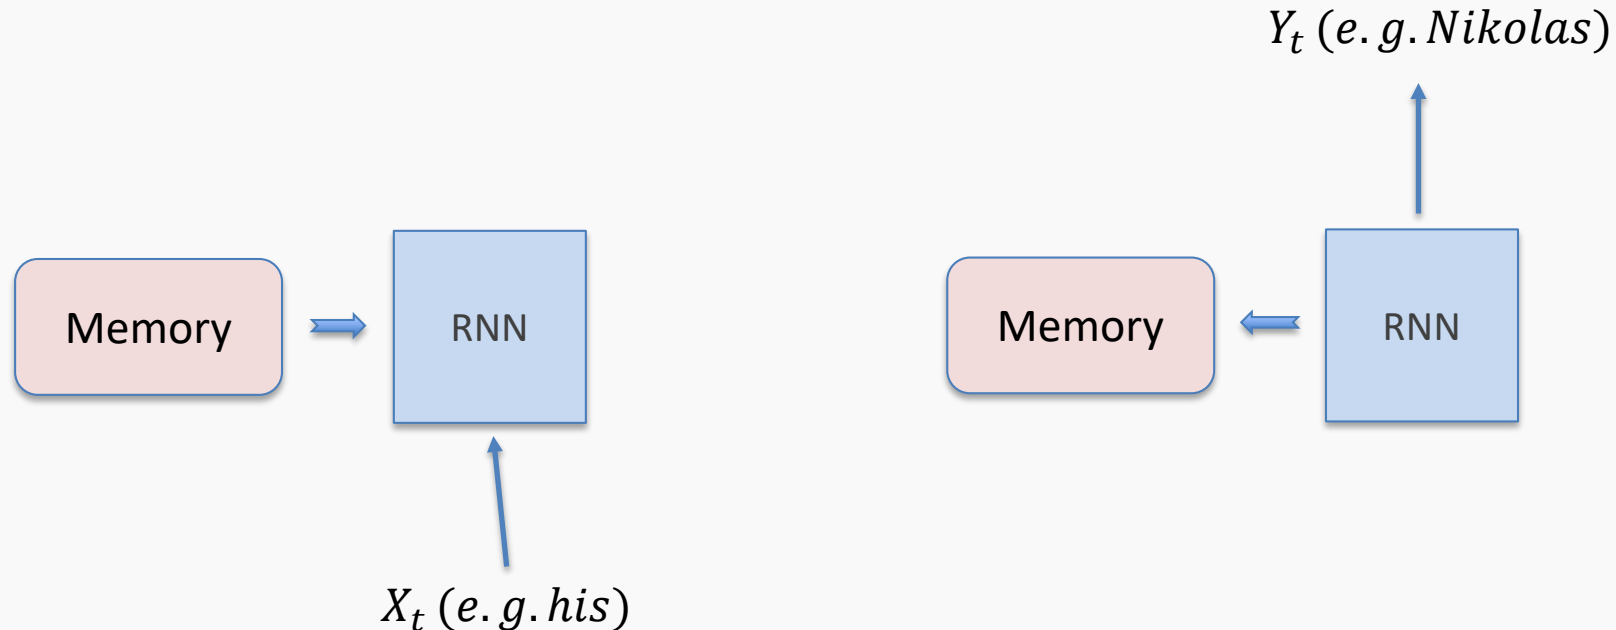 Y_t (e.g. Nikolas)
Memory
RNN
Memory
RNN
X_t (e.g. his)